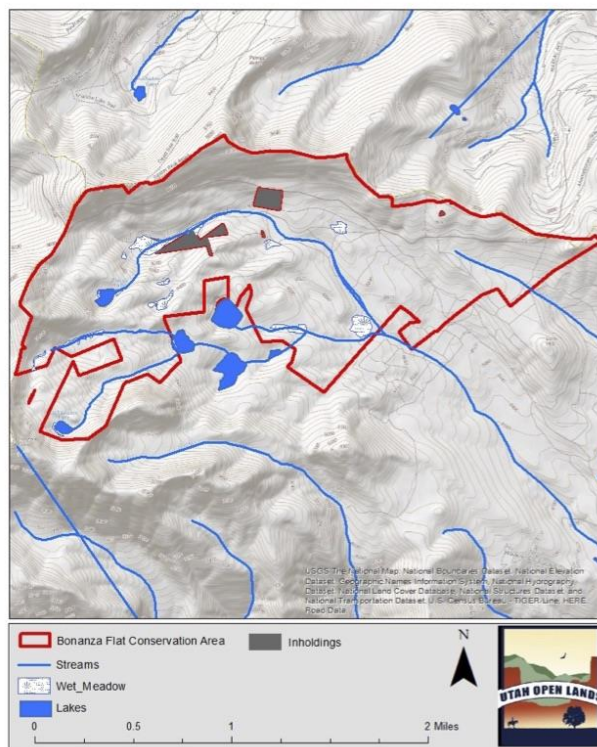 USGS The National Map: National Boundaries Dataset, National Elevation
Dataset, Geographic Names Information System, National Hydrography
Dataset, National Land Cover Database, National Structures Dataset, and
National Transportation Dataset; U.S. Census Bureau - TIGER/Line; HERE
Road Data
Bonanza Flat Conservation Area
Inholdings
Streams
Wet_Meadow
Lakes
N
0 0.5 1 2 Miles
UTAH OPEN LANDS